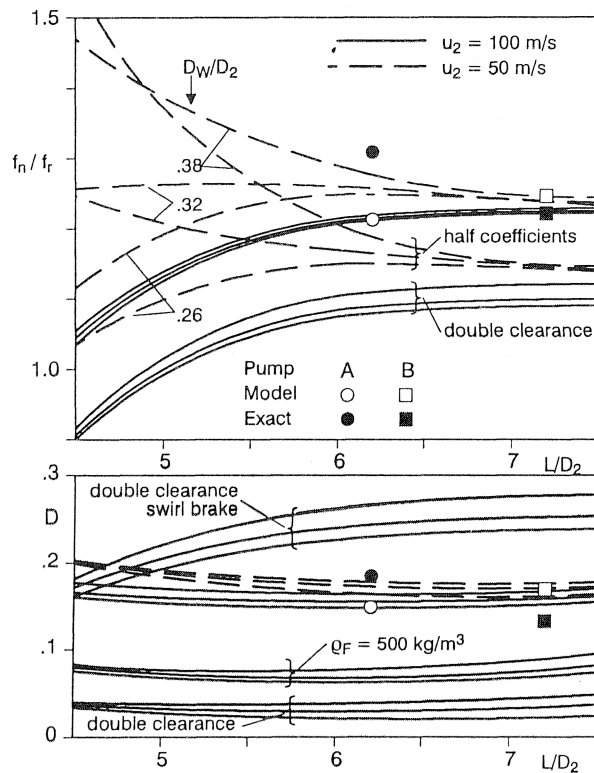 1.5
u₂ = 100 m/s
u₂ = 50 m/s
D_W/D₂
f_n / f_r
.38
.32
half coefficients
.26
double clearance
1.0
Pump A B
Model
Exact
5 6 7 L/D₂
.3
D
double clearance
swirl brake
.2
.1
ϱ_F = 500 kg/m³
double clearance
0
5 6 7 L/D₂